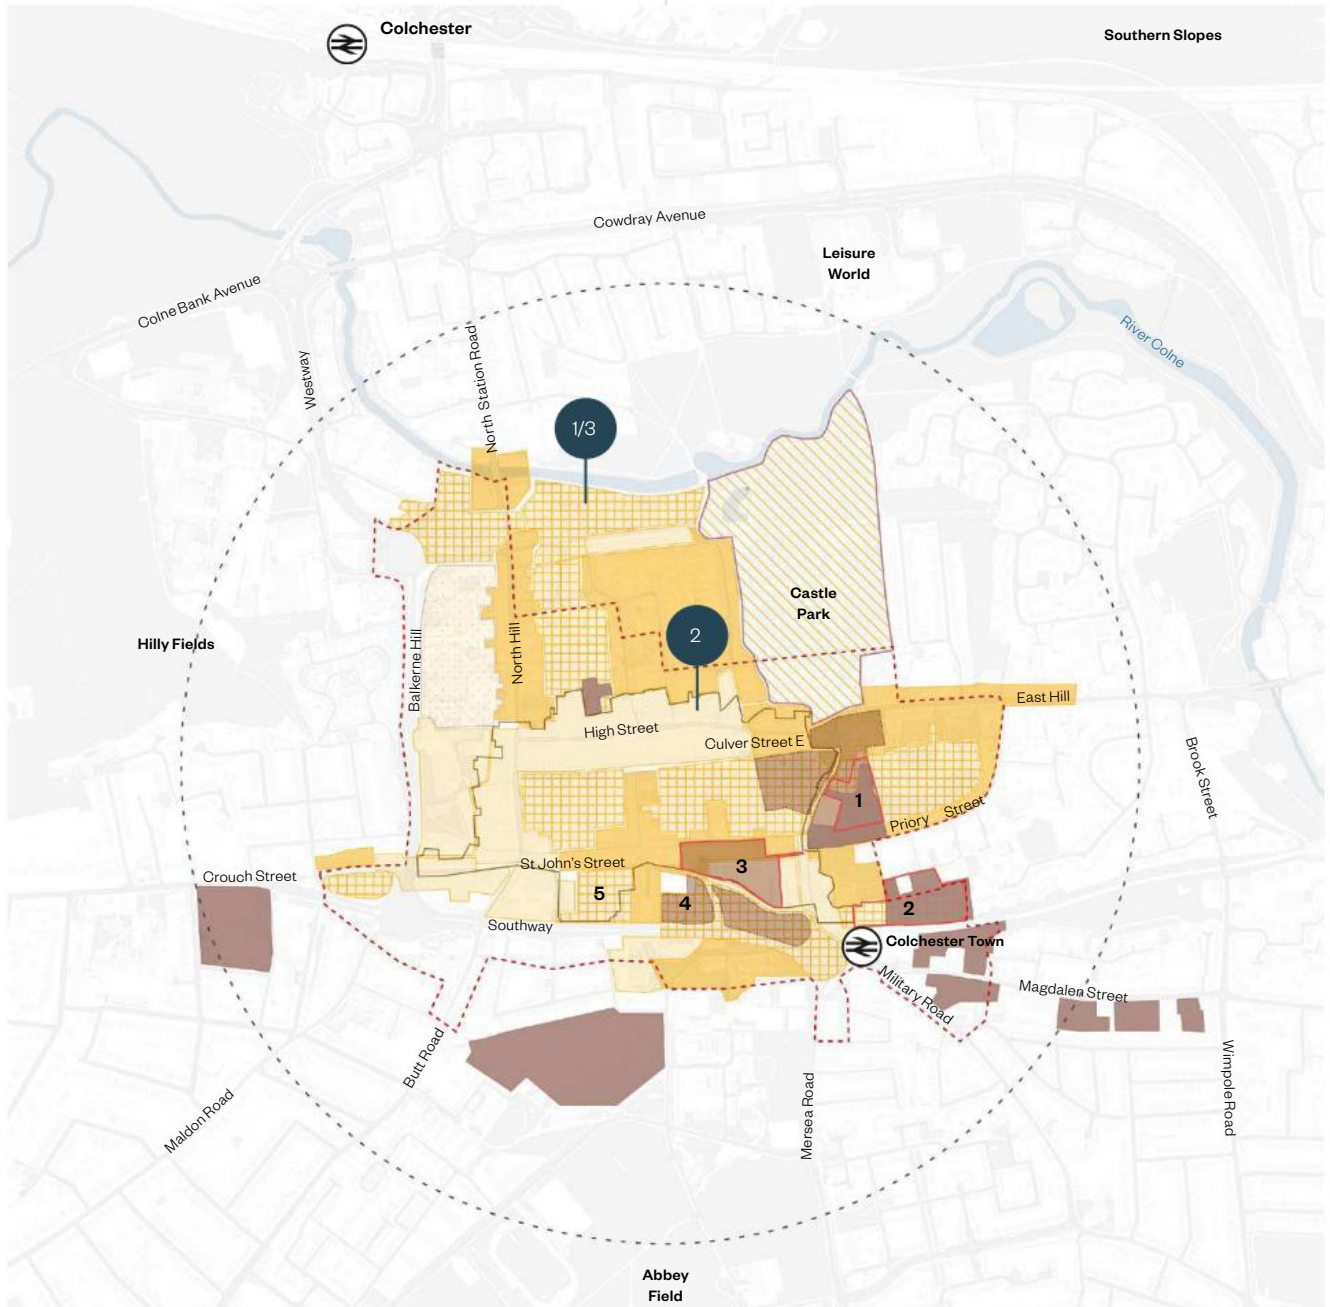 Colchester
Southern Slopes
Cowdray Avenue
Leisure
World
Colne Bank Avenue
River Colne
Westway
North Station Road
1/3
Castle
Park
2
Hilly Fields
Balkerne Hill
North Hill
East Hill
High Street
Culver Street E
Brook Street
1
Priory Street
St John's Street
3
Crouch Street
5
4
2
Southway
Colchester Town
Military Road
Magdalen Street
Butt Road
Maldon Road
Mersea Road
Wimpole Road
Abbey
Field